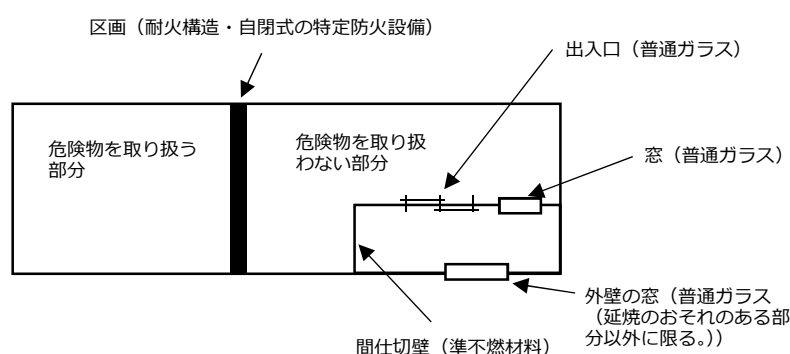 区画（耐火構造・自閉式の特定防火設備）
出入口（普通ガラス）
危険物を取り扱う
部分
危険物を取り扱
わない部分
窓（普通ガラス）
外壁の窓（普通ガラス
（延焼のおそれのある部
分以外に限る。））
間仕切壁（準不燃材料）